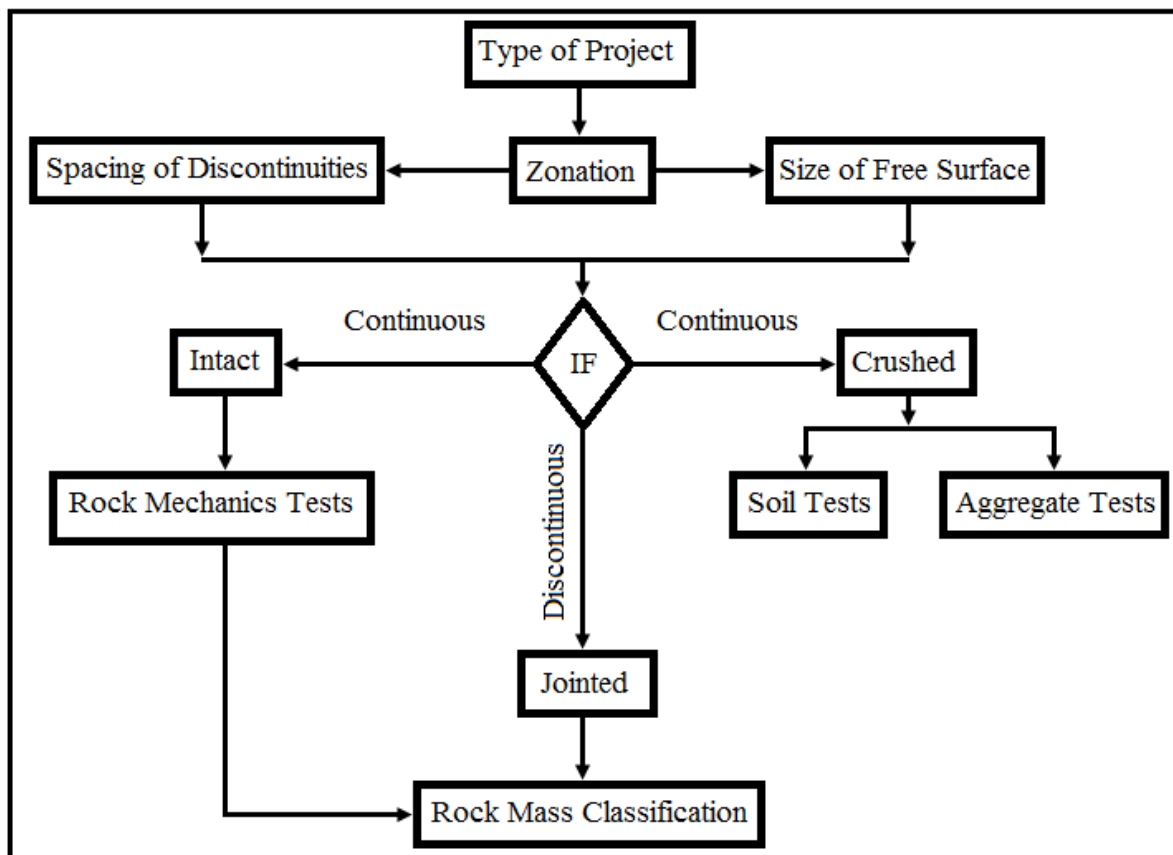 Type of Project
Spacing of Discontinuities
Zonation
Size of Free Surface
Continuous
Continuous
Intact
IF
Crushed
Discontinuous
Rock Mechanics Tests
Soil Tests
Aggregate Tests
Jointed
Rock Mass Classification